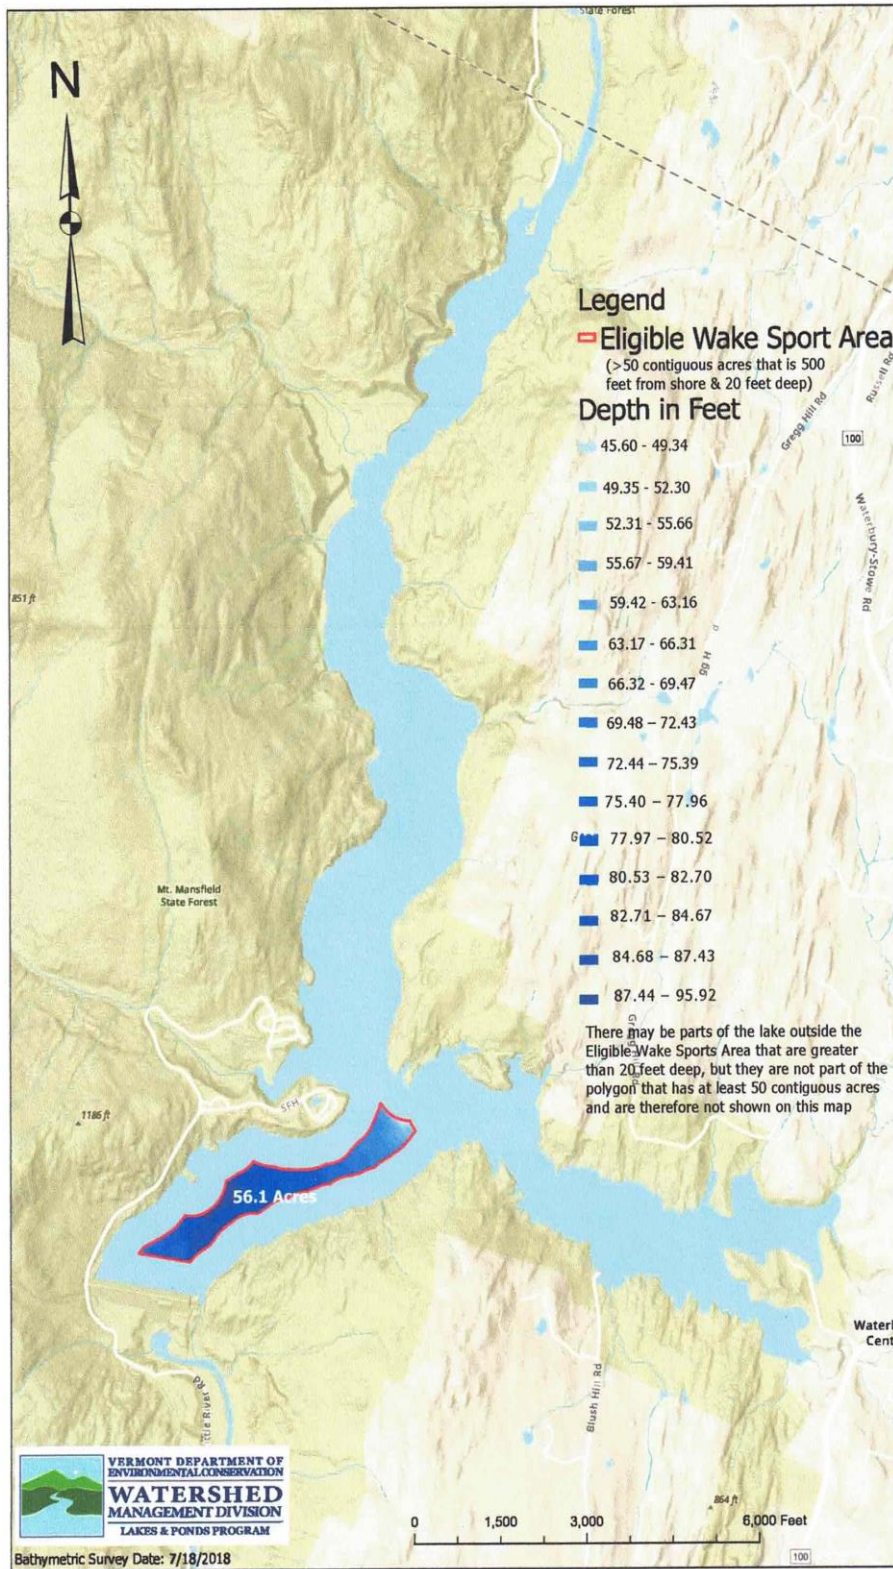 State Forest
N
Legend
Eligible Wake Sport Area
(>50 contiguous acres that is 500
feet from shore & 20 feet deep)
Depth in Feet
45.60 - 49.34
49.35 - 52.30
52.31 - 55.66
55.67 - 59.41
59.42 - 63.16
63.17 - 66.31
66.32 - 69.47
69.48 - 72.43
72.44 – 75.39
75.40 – 77.96
77.97 – 80.52
80.53 – 82.70
82.71 – 84.67
84.68 – 87.43
87.44 – 95.92
There may be parts of the lake outside the
Eligible Wake Sports Area that are greater
than 20 feet deep, but they are not part of the
polygon that has at least 50 contiguous acres
and are therefore not shown on this map
Gregg Hill Rd
Russell Rd
100
Waterbury-Stowe Rd
851 ft
Mt. Mansfield
State Forest
SFH
1186 ft
56.1 Acres
Blush Hill Rd
ttle River Rd
864 ft
VERMONT DEPARTMENT OF
ENVIRONMENTAL CONSERVATION
WATERSHED
MANAGEMENT DIVISION
LAKES & PONDS PROGRAM
0 1,500 3,000 6,000 Feet
100
Bathymetric Survey Date: 7/18/2018